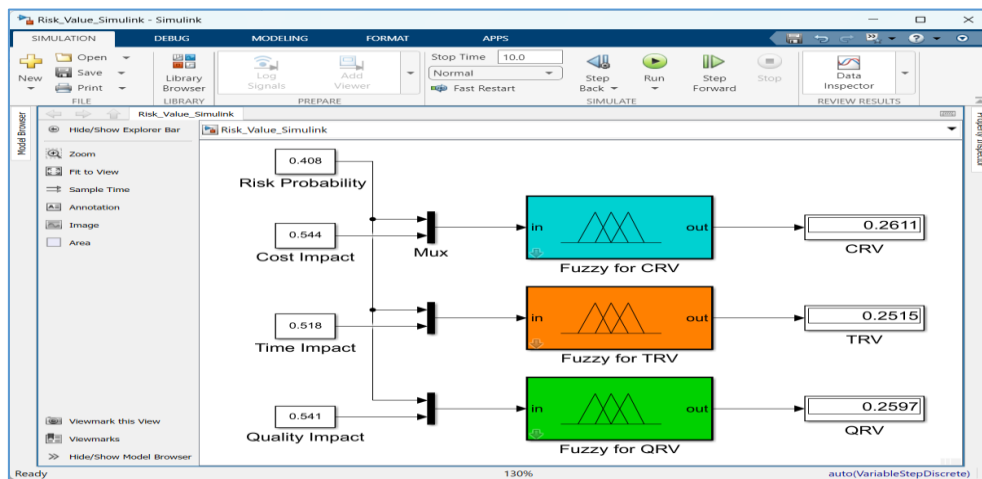 Risk_Value_Simulink - Simulink
SIMULATION DEBUG MODELING FORMAT APPS
New
Open
Save
Print
FILE
Library
Browser
LIBRARY
Log
Signals
Add
Viewer
PREPARE
Stop Time 10.0
Normal
Fast Restart
Step
Back
Run
Step
Forward
Stop
SIMULATE
Data
Inspector
REVIEW RESULTS
Model Browser
Property Inspector
Risk_Value_Simulink
Hide/Show Explorer Bar
Risk_Value_Simulink
Zoom
Fit to View
Sample Time
Annotation
Image
Area
0.408
Risk Probability
0.544
Cost Impact
Mux
in out
Fuzzy for CRV
0.2611
CRV
0.518
Time Impact
in out
Fuzzy for TRV
0.2515
TRV
0.541
Quality Impact
in out
Fuzzy for QRV
0.2597
QRV
Viewmark this View
Viewmarks
Hide/Show Model Browser
Ready 130% auto(VariableStepDiscrete)